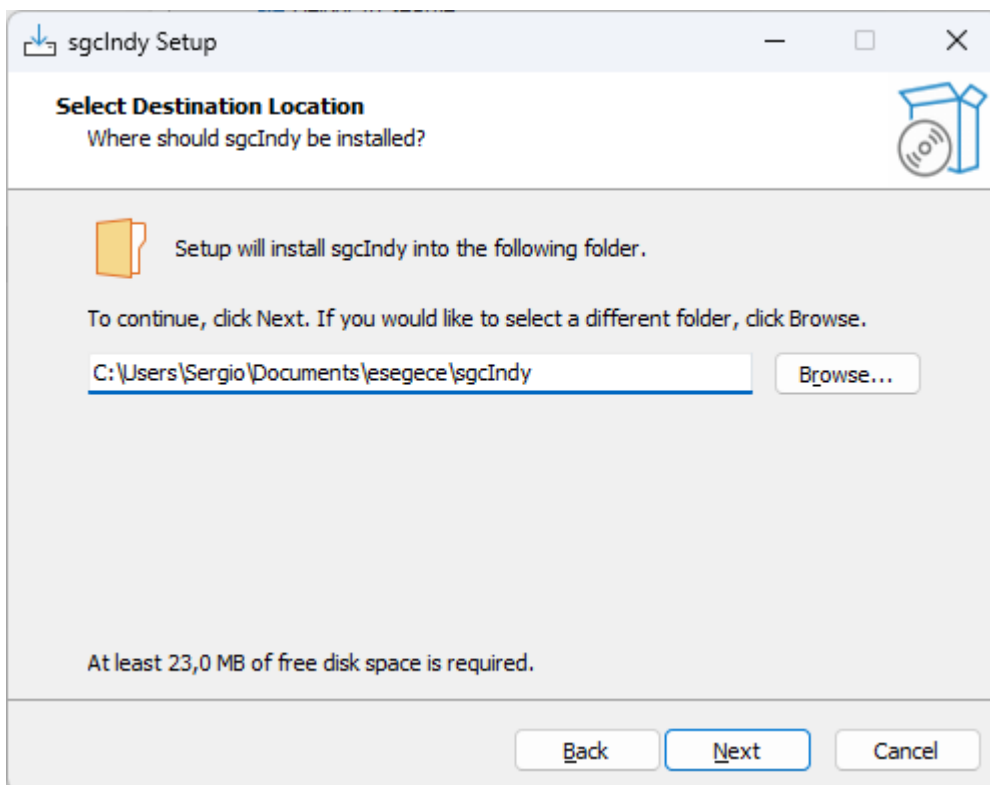 sgcIndy Setup
Select Destination Location
Where should sgcIndy be installed?
Setup will install sgcIndy into the following folder.
To continue, click Next. If you would like to select a different folder, click Browse.
C:\Users\Sergio\Documents\esegece\sgcIndy
Browse...
At least 23,0 MB of free disk space is required.
Back
Next
Cancel